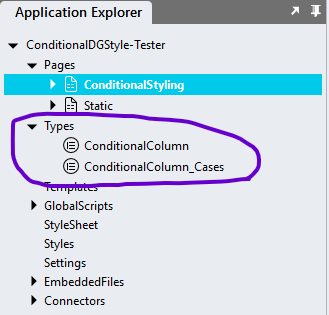 Application Explorer
ConditionalDGStyle-Tester
Pages
ConditionalStyling
Static
Types
ConditionalColumn
ConditionalColumn_Cases
Templates
GlobalScripts
StyleSheet
Styles
Settings
EmbeddedFiles
Connectors